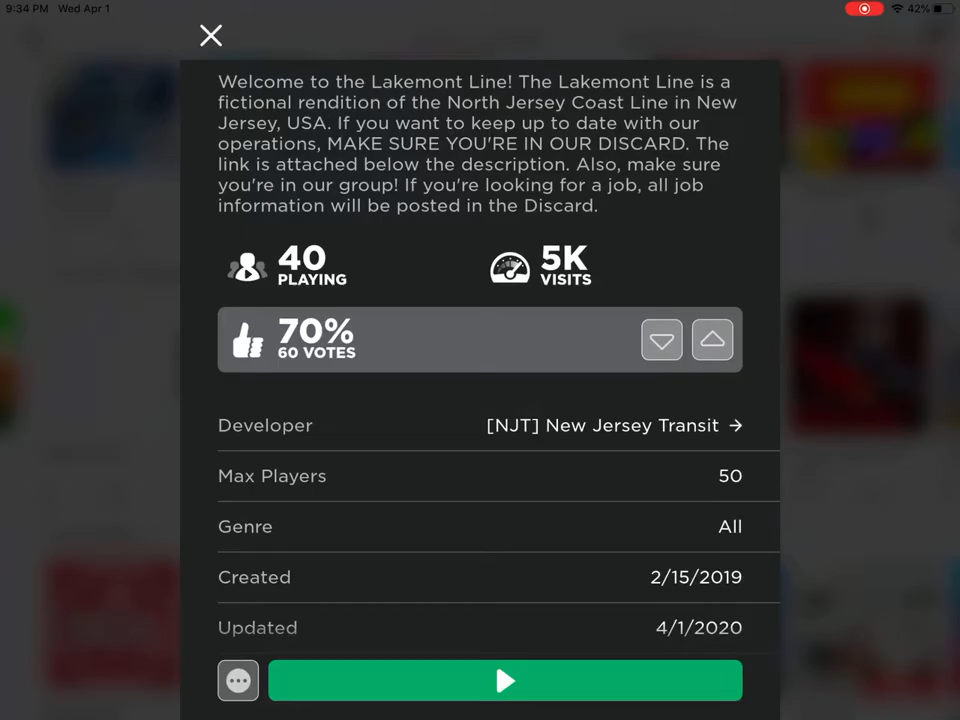 9:34 PM Wed Apr 1
42%
Welcome to the Lakemont Line! The Lakemont Line is a
fictional rendition of the North Jersey Coast Line in New
Jersey, USA. If you want to keep up to date with our
operations, MAKE SURE YOU'RE IN OUR DISCARD. The
link is attached below the description. Also, make sure
you're in our group! If you're looking for a job, all job
information will be posted in the Discard.
40
PLAYING
5K
VISITS
70%
60 VOTES
Developer [NJT] New Jersey Transit →
Max Players 50
Genre All
Created 2/15/2019
Updated 4/1/2020